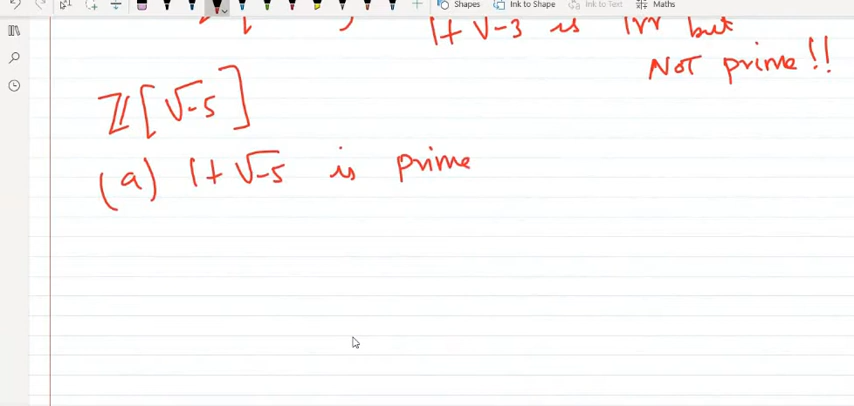 Shapes Ink to Shape Ink to Text Maths
1 + √-3 is irr but
NOT prime!!
ℤ[√-5]
(a) 1 + √-5 is prime